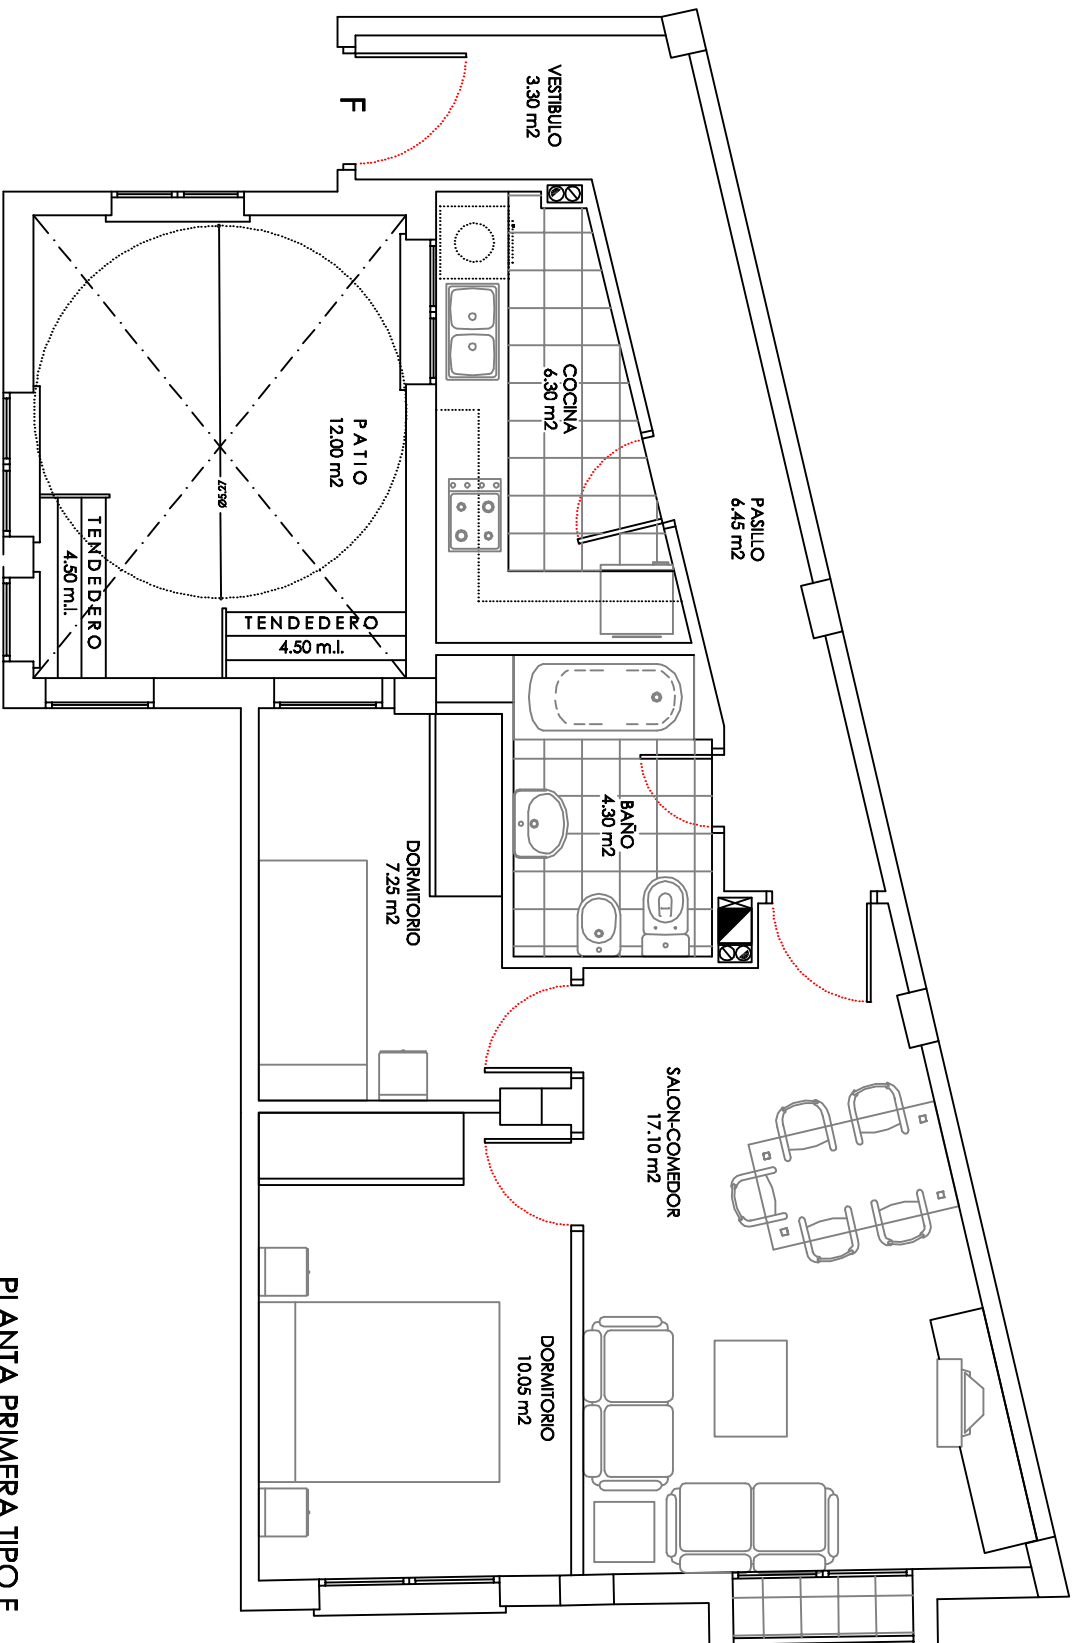 VESTIBULO
3.30 m2
F
PASILLO
6.45 m2
COCINA
6.30 m2
PATIO
12.00 m2
Ø35.27
TENDEDERO
4.50 m.l.
TENDEDERO
4.50 m.l.
BAÑO
4.30 m2
DORMITORIO
7.25 m2
SALON-COMEDOR
17.10 m2
DORMITORIO
10.05 m2
PLANTA PRIMERA TIPO F